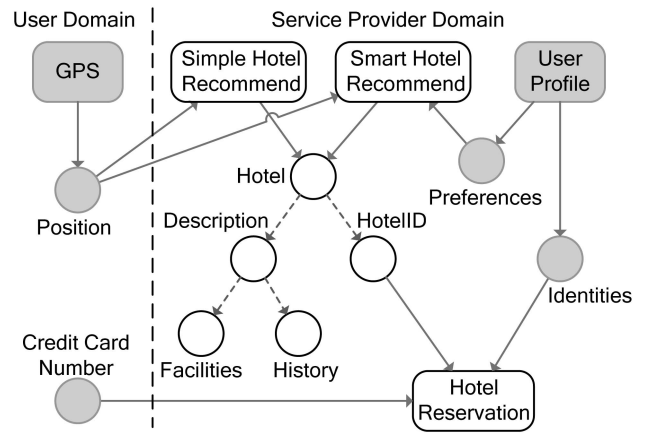 User Domain
Service Provider Domain
GPS
Simple Hotel
Recommend
Smart Hotel
Recommend
User
Profile
Hotel
Preferences
Position
Description
HotelID
Identities
Credit Card
Number
Facilities
History
Hotel
Reservation